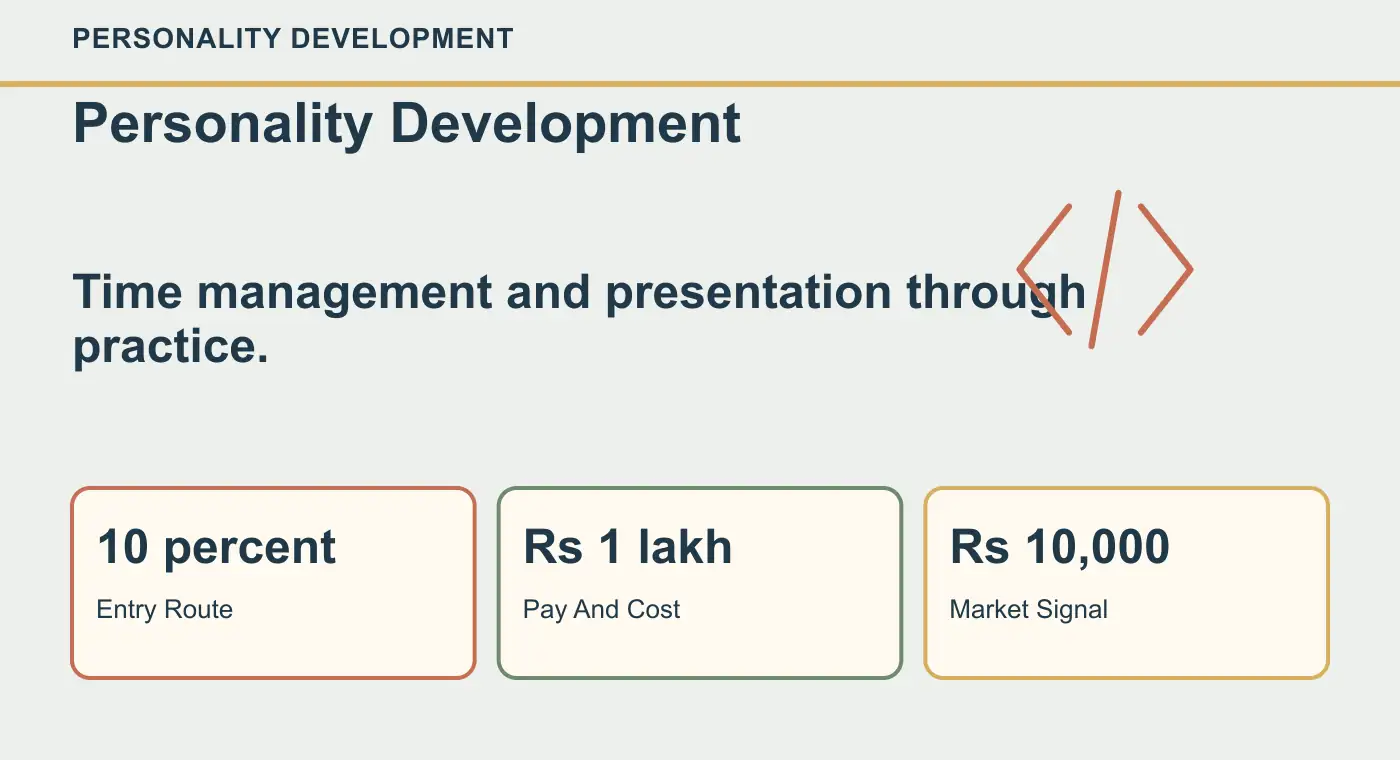 PERSONALITY DEVELOPMENT
Personality Development
Time management and presentation through
practice.
10 percent
Entry Route
Rs 1 lakh
Pay And Cost
Rs 10,000
Market Signal